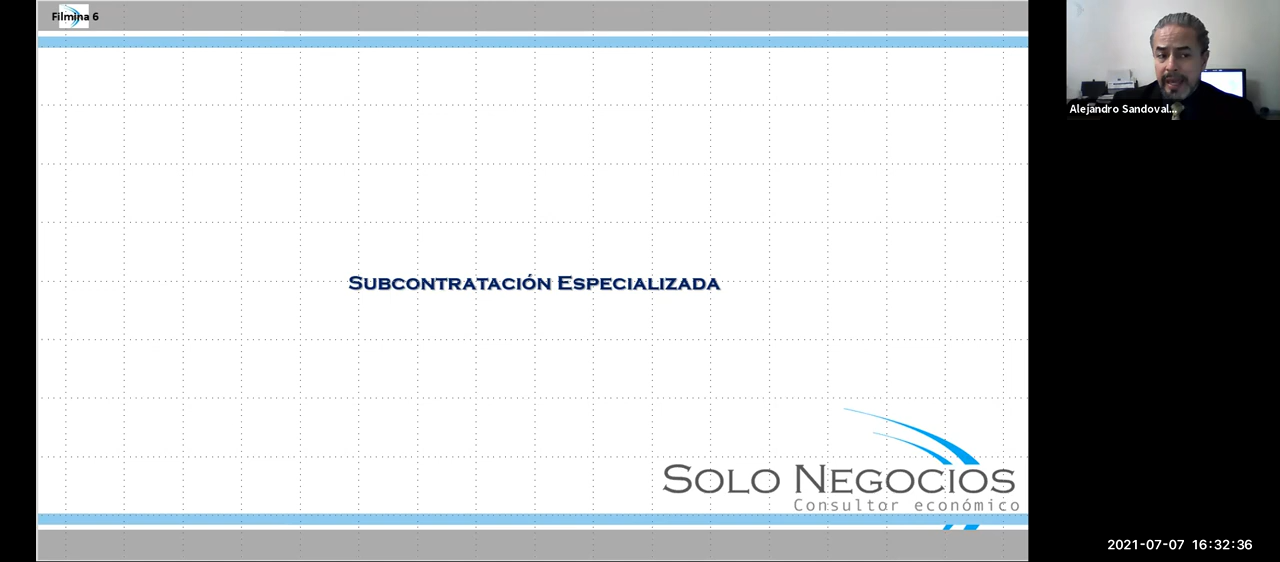 Filmina 6
Alejandro Sandoval...
Subcontratación Especializada
Solo Negocios
Consultor económico
2021-07-07 16:32:36